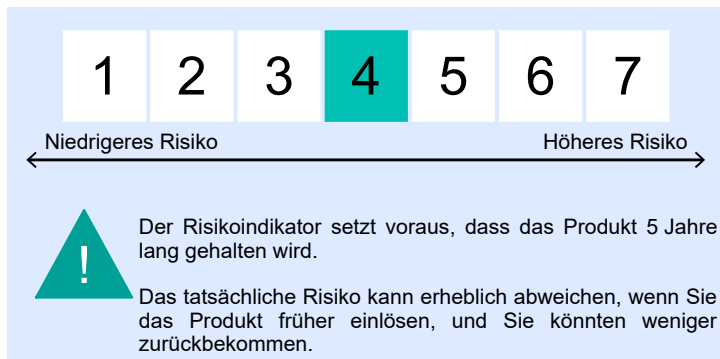 1 2 3 4 5 6 7
Niedrigeres Risiko Höheres Risiko
!
Der Risikoindikator setzt voraus, dass das Produkt 5 Jahre
lang gehalten wird.
Das tatsächliche Risiko kann erheblich abweichen, wenn Sie
das Produkt früher einlösen, und Sie könnten weniger
zurückbekommen.